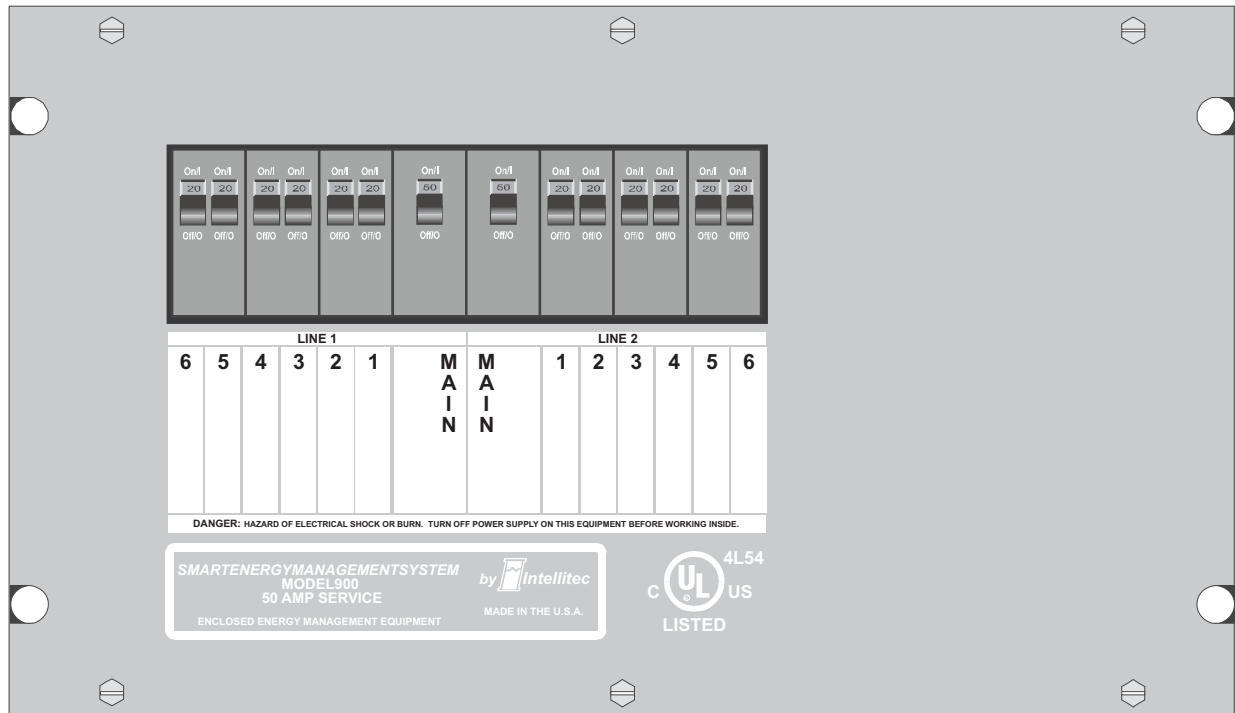 On/I On/I On/I On/I On/I On/I On/I On/I On/I On/I On/I On/I On/I On/I
20 20 20 20 20 20 50 50 20 20 20 20 20 20
Off/O Off/O Off/O Off/O Off/O Off/O Off/O Off/O Off/O Off/O Off/O Off/O Off/O Off/O
LINE 1 LINE 2
6 5 4 3 2 1 MAIN MAIN 1 2 3 4 5 6
DANGER: HAZARD OF ELECTRICAL SHOCK OR BURN. TURN OFF POWER SUPPLY ON THIS EQUIPMENT BEFORE WORKING INSIDE.
SMARTENERGYMANAGEMENTSYSTEM
MODEL900
50 AMP SERVICE
ENCLOSED ENERGY MANAGEMENT EQUIPMENT
by Intellitec
MADE IN THE U.S.A.
4L54
C UL US
LISTED